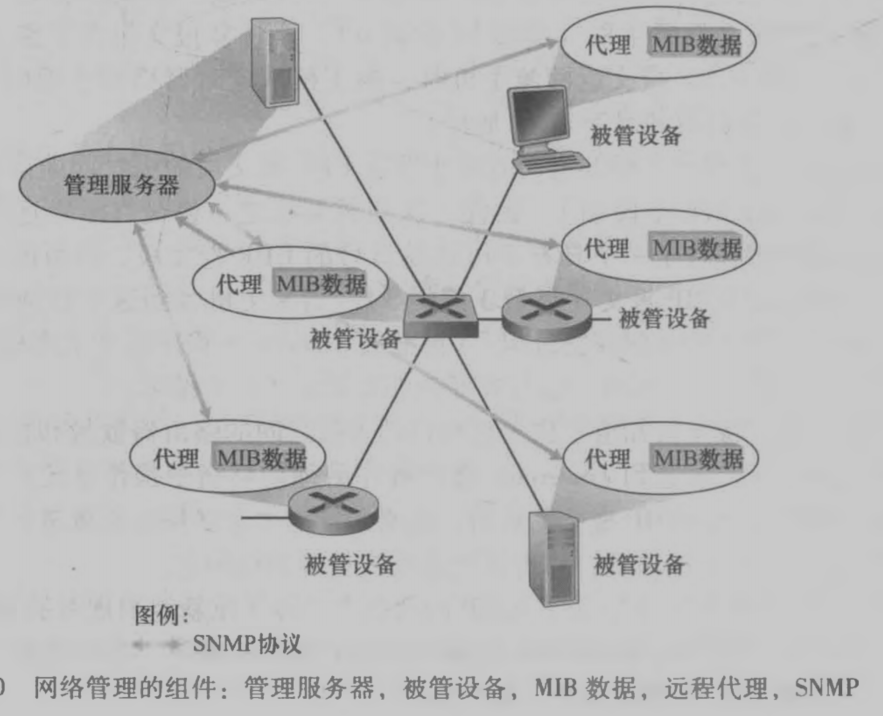 代理 MIB数据
被管设备
管理服务器
代理 MIB数据
代理 MIB数据
被管设备
被管设备
代理 MIB数据
代理 MIB数据
被管设备
被管设备
图例:
SNMP协议
0 网络管理的组件:管理服务器,被管设备,MIB 数据,远程代理,SNMP